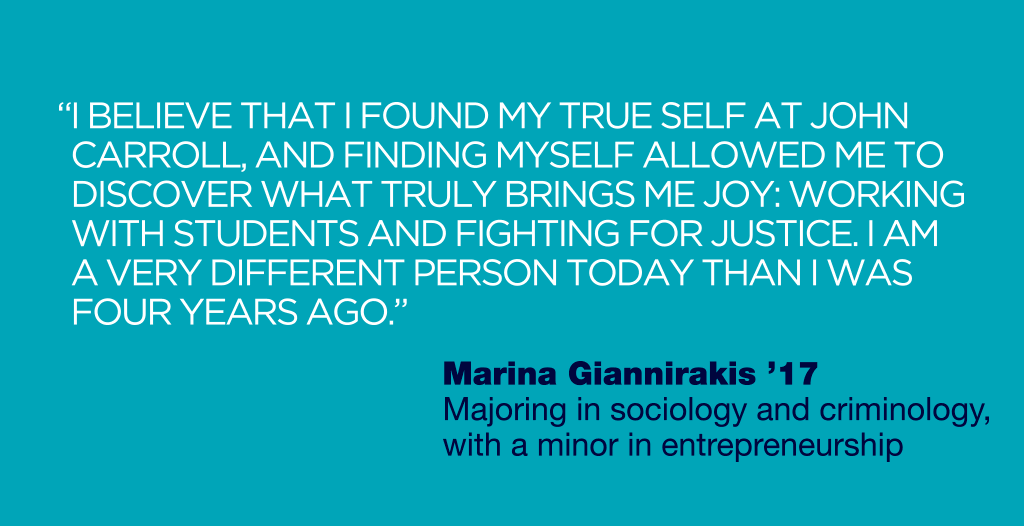 “I BELIEVE THAT I FOUND MY TRUE SELF AT JOHN
CARROLL, AND FINDING MYSELF ALLOWED ME TO
DISCOVER WHAT TRULY BRINGS ME JOY: WORKING
WITH STUDENTS AND FIGHTING FOR JUSTICE. I AM
A VERY DIFFERENT PERSON TODAY THAN I WAS
FOUR YEARS AGO.”
Marina Giannirakis ’17
Majoring in sociology and criminology,
with a minor in entrepreneurship